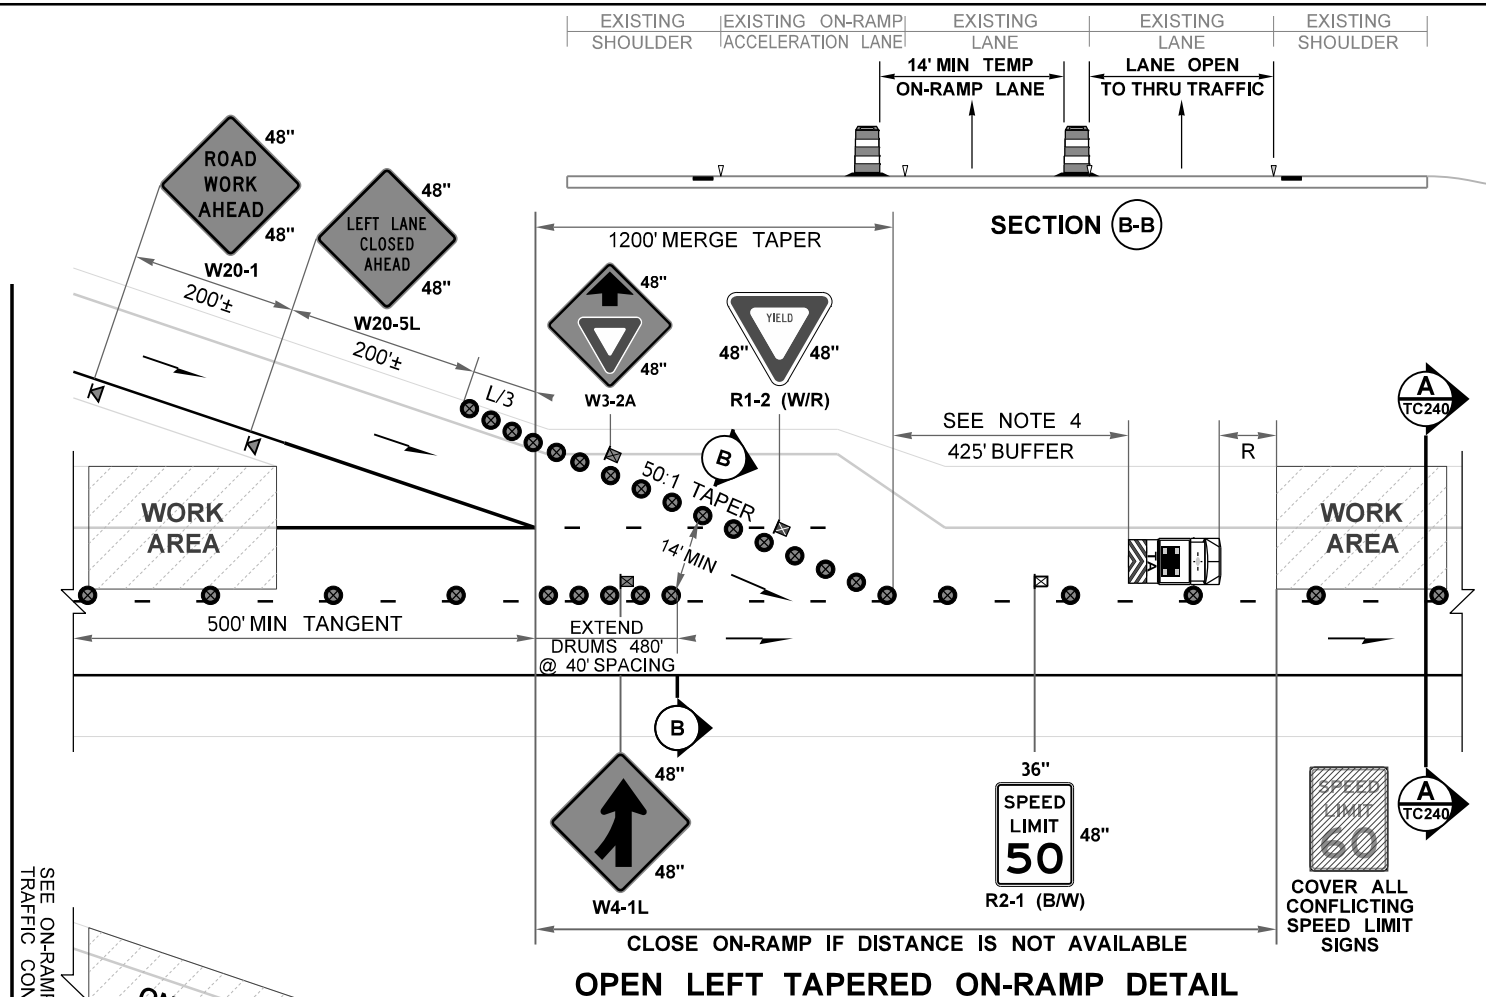 EXISTING SHOULDER
EXISTING ON-RAMP ACCELERATION LANE
EXISTING LANE
EXISTING LANE
EXISTING SHOULDER
14' MIN TEMP
ON-RAMP LANE
LANE OPEN
TO THRU TRAFFIC
SECTION B-B
ROAD
WORK
AHEAD
48"
48"
W20-1
LEFT LANE
CLOSED
AHEAD
48"
48"
W20-5L
200'±
200'±
L/3
1200' MERGE TAPER
48"
48"
W3-2A
YIELD
48"
48"
R1-2 (W/R)
SEE NOTE 4
425' BUFFER
R
A
TC240
B
50:1 TAPER
14' MIN
WORK
AREA
WORK
AREA
500' MIN TANGENT
EXTEND
DRUMS 480'
@ 40' SPACING
B
48"
48"
W4-1L
36"
SPEED
LIMIT
50
48"
R2-1 (B/W)
SPEED
LIMIT
60
COVER ALL
CONFLICTING
SPEED LIMIT
SIGNS
A
TC240
CLOSE ON-RAMP IF DISTANCE IS NOT AVAILABLE
OPEN LEFT TAPERED ON-RAMP DETAIL
SEE ON-RAMP
TRAFFIC CON